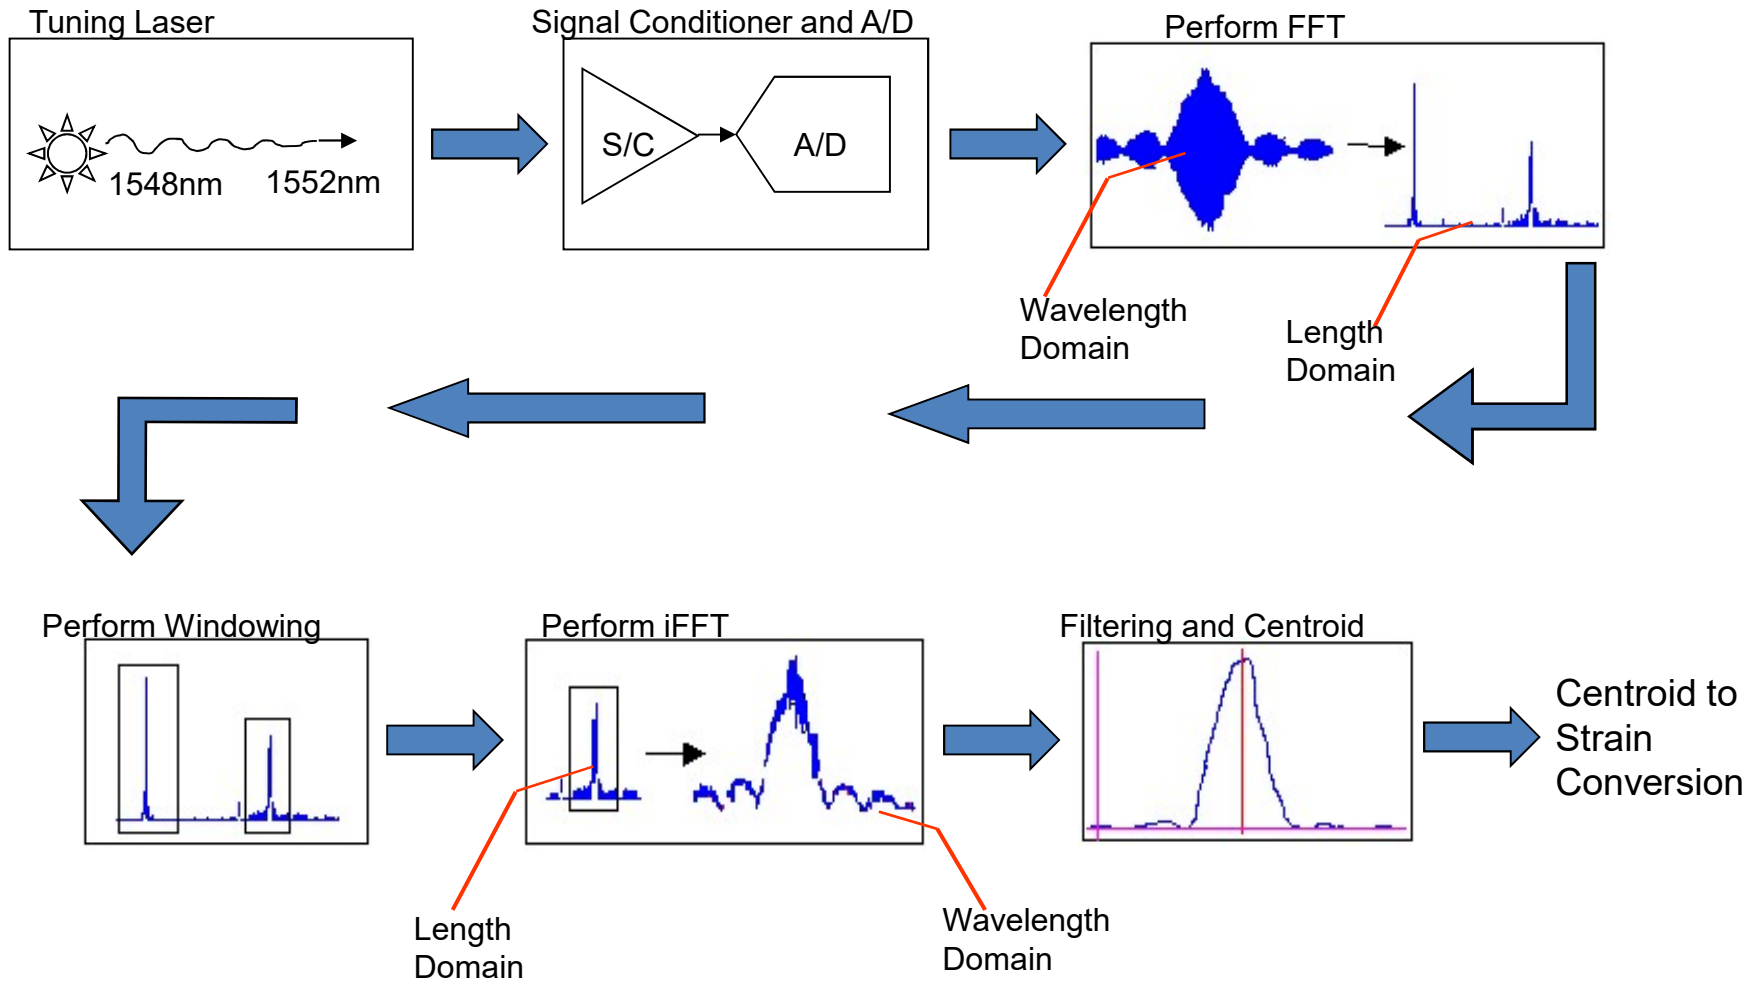 Tuning Laser
1548nm
1552nm
Signal Conditioner and A/D
S/C
A/D
Perform FFT
Wavelength
Domain
Length
Domain
Perform Windowing
Perform iFFT
Length
Domain
Wavelength
Domain
Filtering and Centroid
Centroid to
Strain
Conversion